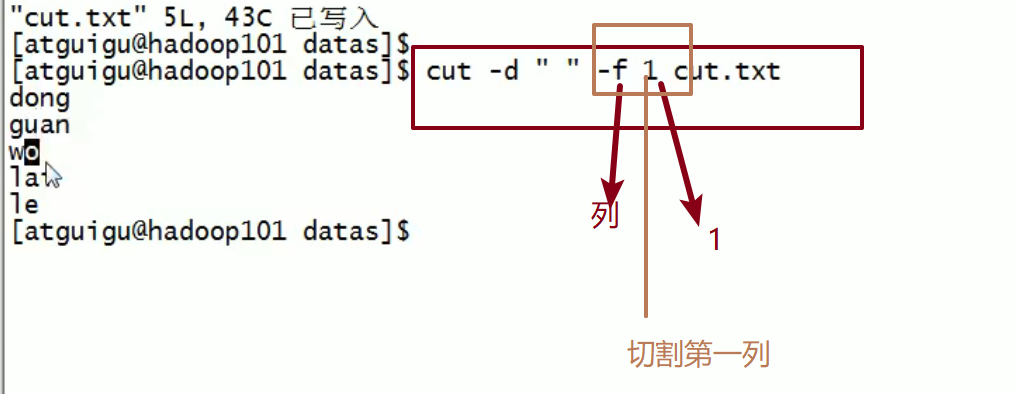 "cut.txt" 5L, 43C 已写入
[atguigu@hadoop101 datas]$
[atguigu@hadoop101 datas]$ cut -d " " -f 1 cut.txt
dong
guan
wo
lai
le
[atguigu@hadoop101 datas]$
列
1
切割第一列